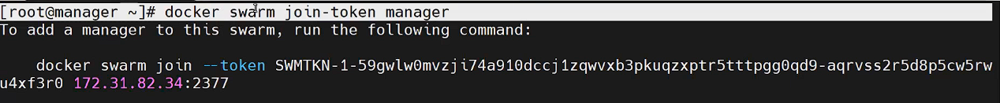 [root@manager ~]# docker swarm join-token manager
To add a manager to this swarm, run the following command:
docker swarm join --token SWMTKN-1-59gwlw0mvzji74a910dccj1zqwvxb3pkuqzxptr5tttpgg0qd9-aqrvss2r5d8p5cw5rw
u4xf3r0 172.31.82.34:2377